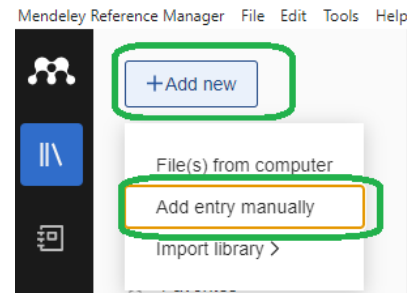 Mendeley Reference Manager File Edit Tools Help
+Add new
File(s) from computer
Add entry manually
Import library >